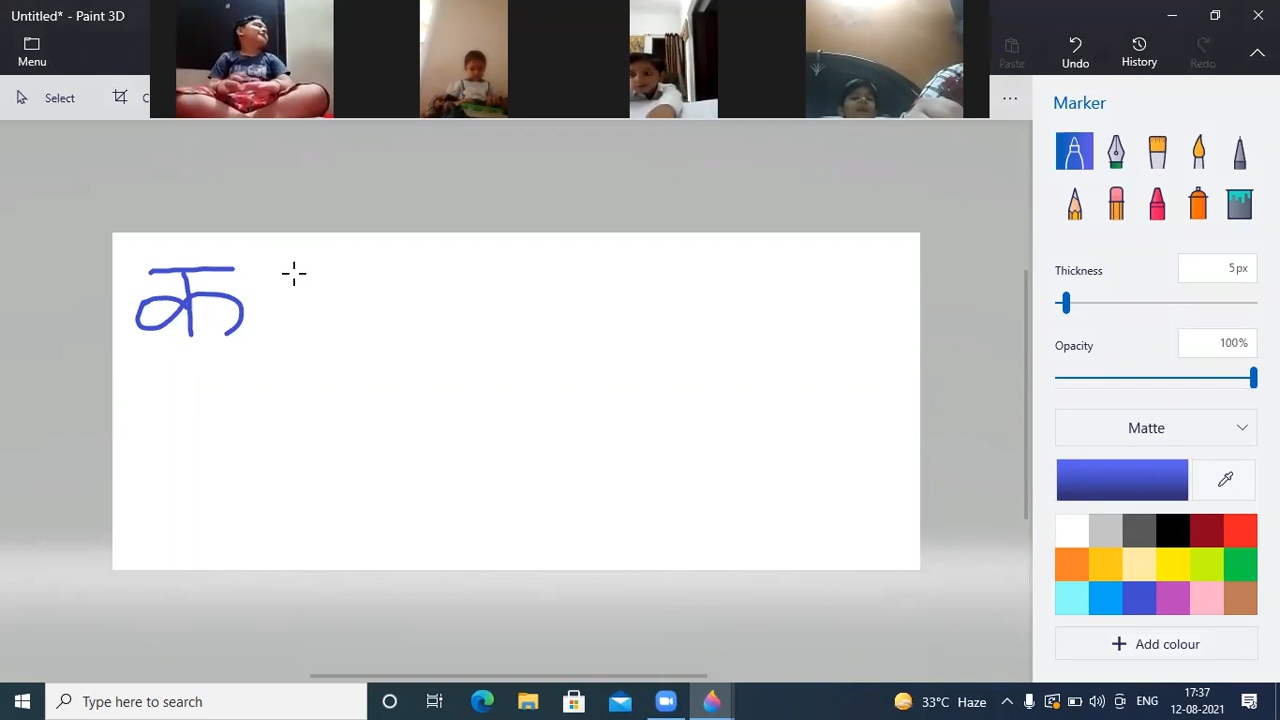 Untitled* - Paint 3D
Menu
Paste
Undo
History
Redo
Select
C
Marker
Thickness
5px
Opacity
100%
Matte
Add colour
क
Type here to search
33°C Haze
ENG
17:37
12-08-2021